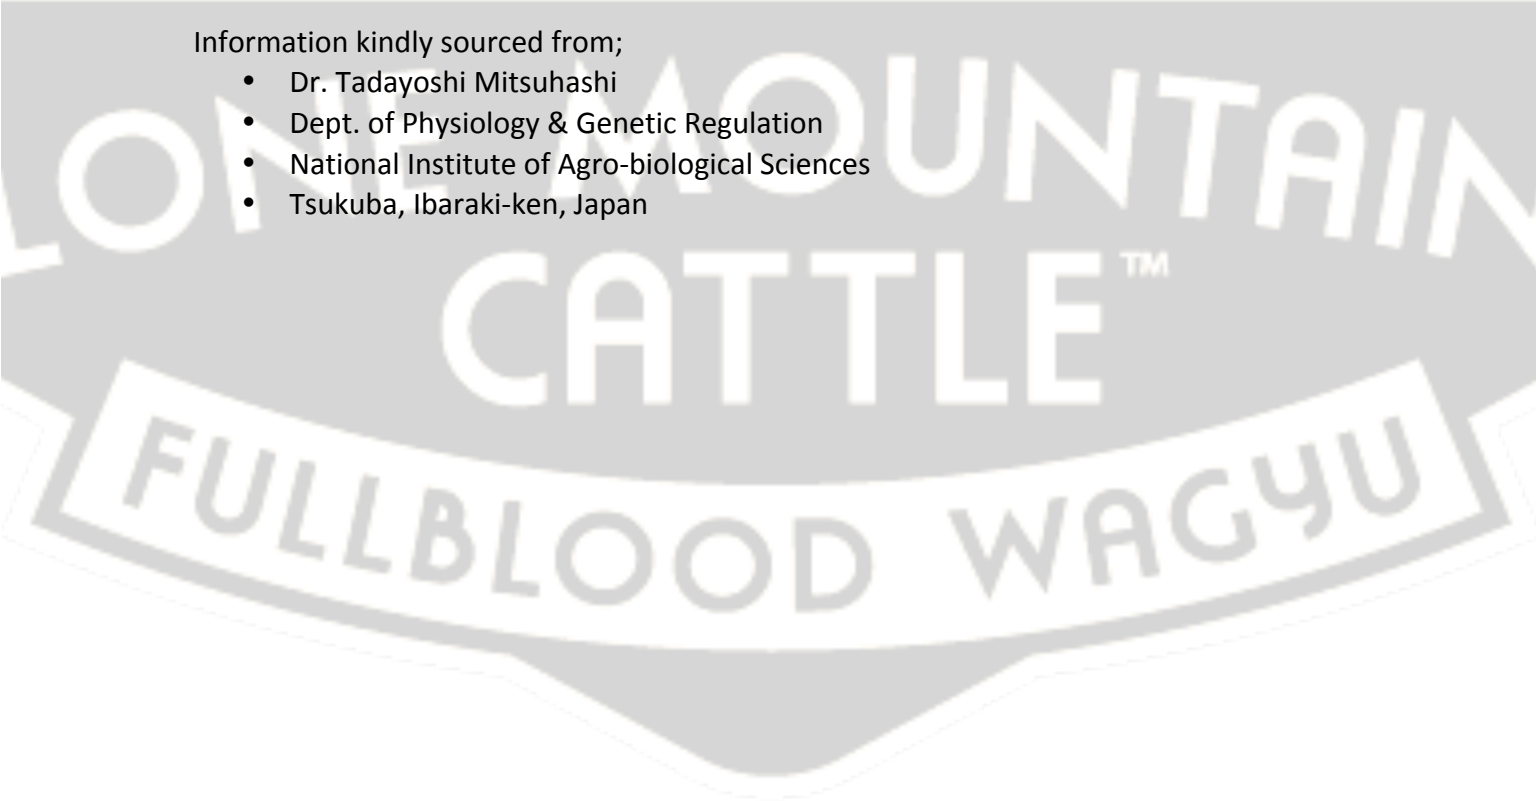 Information kindly sourced from;
• Dr. Tadayoshi Mitsuhashi
• Dept. of Physiology & Genetic Regulation
• National Institute of Agro-biological Sciences
• Tsukuba, Ibaraki-ken, Japan
LONE MOUNTAIN
CATTLE™
FULLBLOOD WAGYU